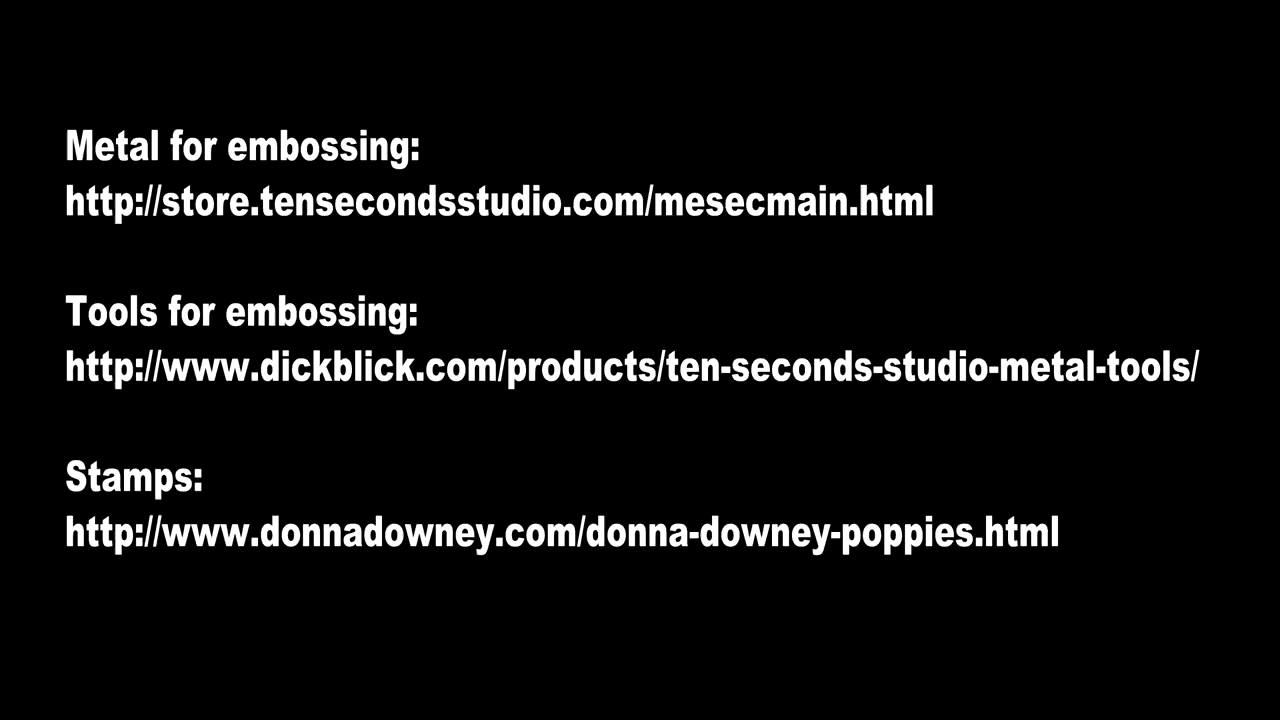 Metal for embossing:
http://store.tensecondsstudio.com/mesecmain.html
Tools for embossing:
http://www.dickblick.com/products/ten-seconds-studio-metal-tools/
Stamps:
http://www.donnadowney.com/donna-downey-poppies.html